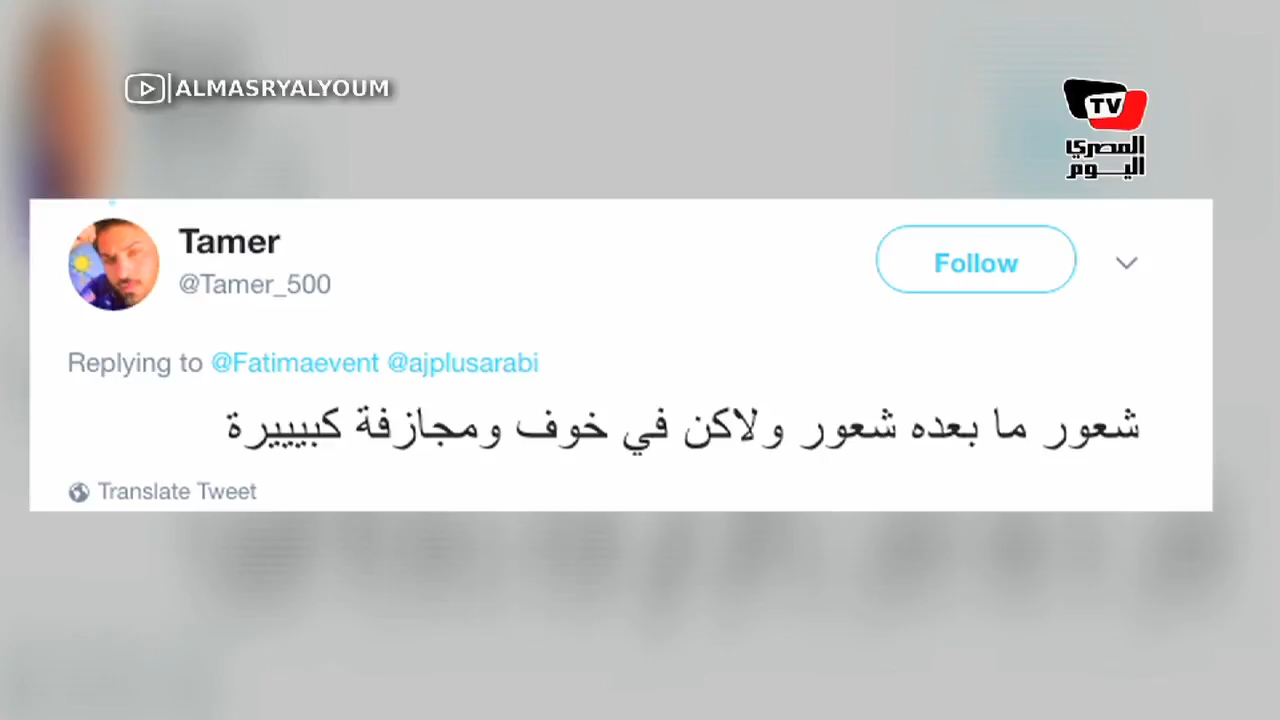 ALMASRYALYOUM
TV
المصري
اليوم
Tamer
@Tamer_500
Follow
Replying to @Fatimaevent @ajplusarabi
شعور ما بعده شعور ولاكن في خوف ومجازفة كبيييرة
Translate Tweet